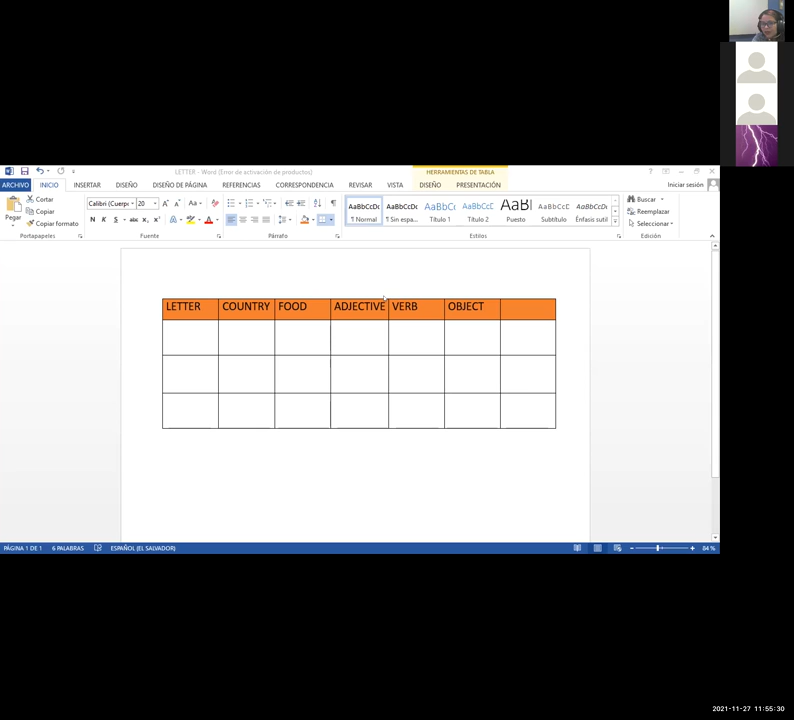 LETTER - Word (Error de activación de productos)
HERRAMIENTAS DE TABLA
ARCHIVO INICIO INSERTAR DISEÑO DISEÑO DE PÁGINA REFERENCIAS CORRESPONDENCIA REVISAR VISTA DISEÑO PRESENTACIÓN Iniciar sesión
Pegar
Cortar
Copiar
Copiar formato
Portapapeles
Calibri (Cuerp 20
N K S abc x₂ x²
Fuente
Párrafo
AaBbCcDc AaBbCcDc AaBbCc AaBbCcC AaBl AaBbCcC AaBbCcDc
¶ Normal ¶ Sin espa... Título 1 Título 2 Puesto Subtítulo Énfasis sutil
Estilos
Buscar
Reemplazar
Seleccionar
Edición
LETTER COUNTRY FOOD ADJECTIVE VERB OBJECT
PÁGINA 1 DE 1 6 PALABRAS ESPAÑOL (EL SALVADOR) 84 %
2021-11-27 11:55:30